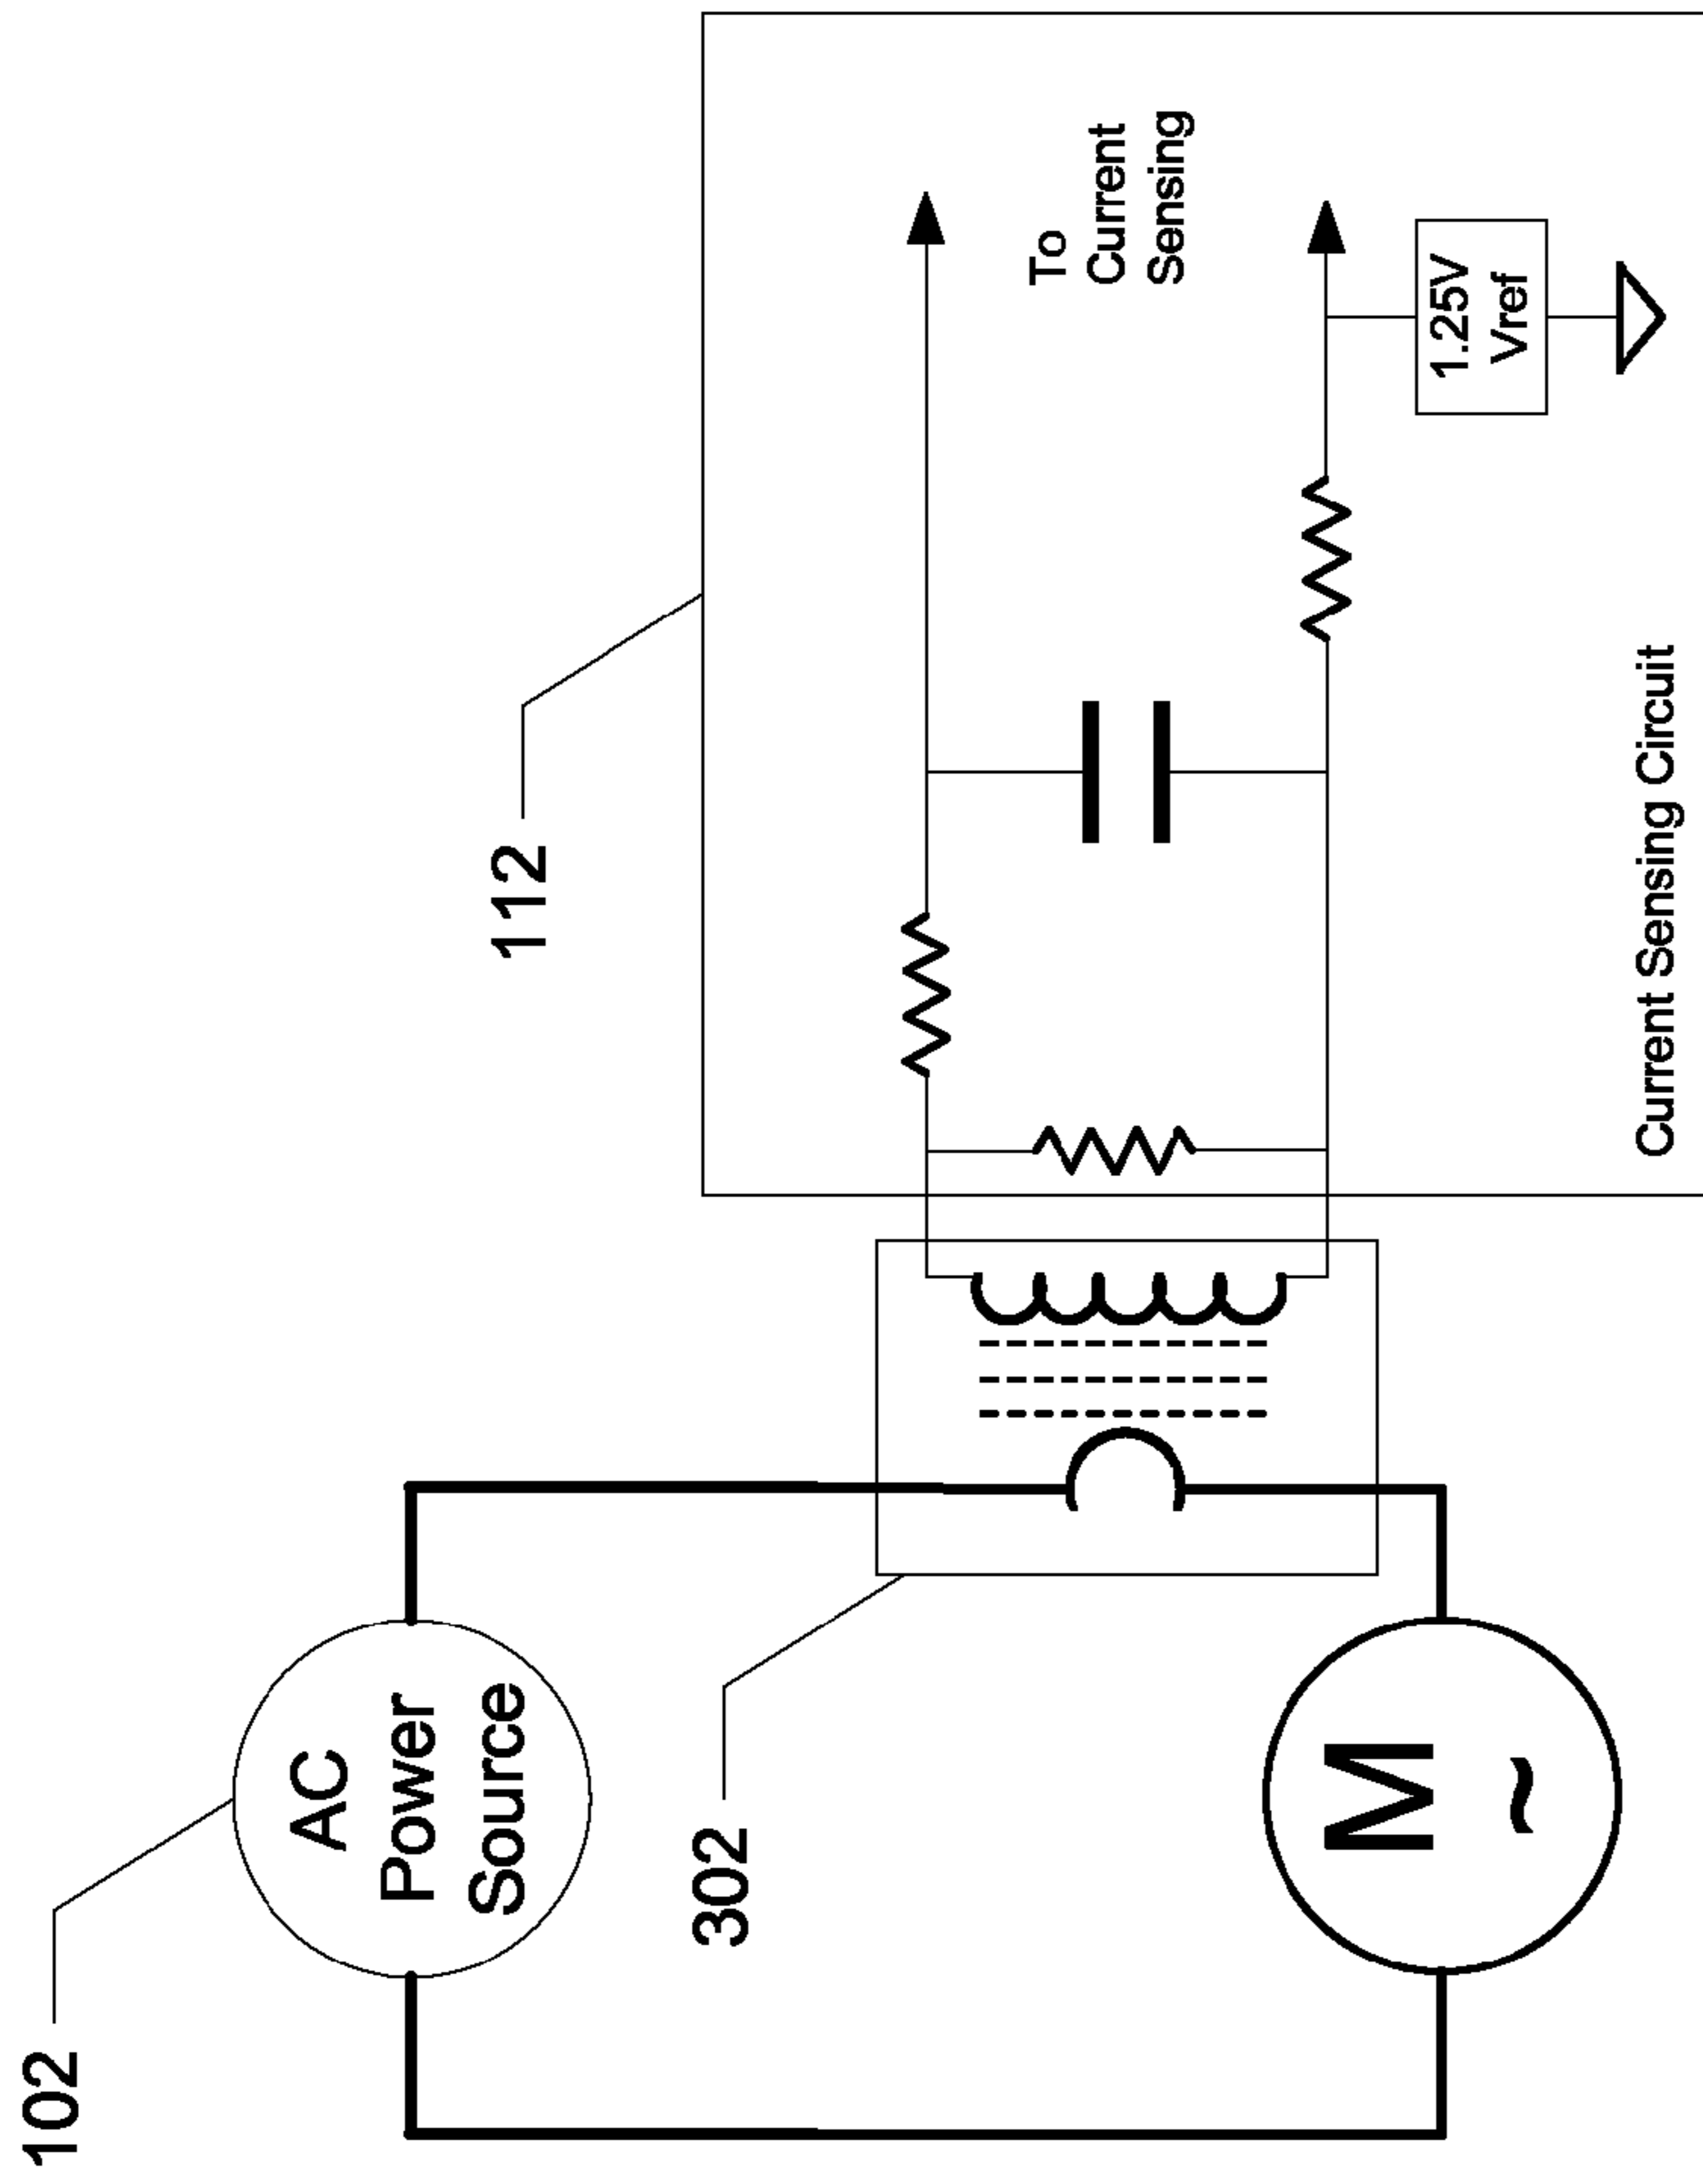 102
AC
Power
Source
302
M
~
112
To
Current
Sensing
1.25V
Vref
Current Sensing Circuit